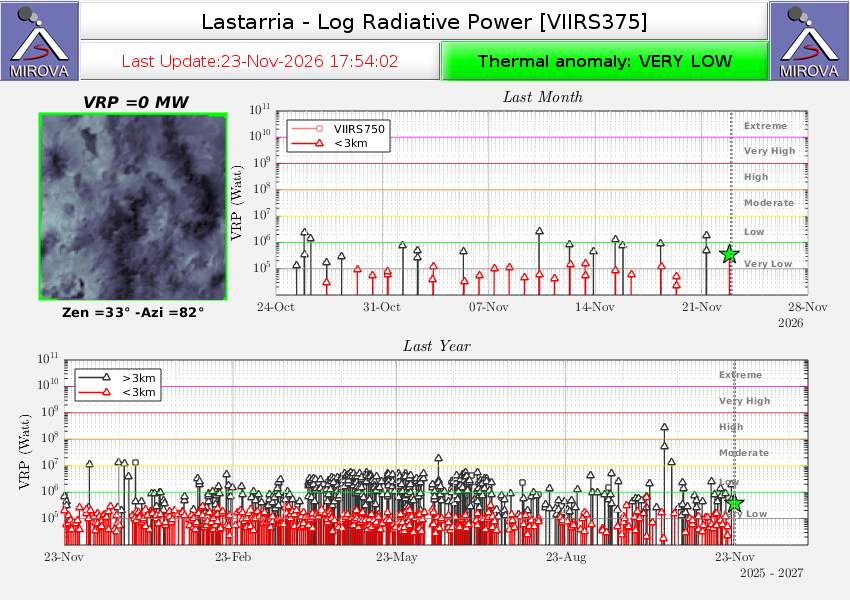 Lastarria - Log Radiative Power [VIIRS375]
MIROVA
Last Update:23-Nov-2026 17:54:02
Thermal anomaly: VERY LOW
MIROVA
VRP =0 MW
Zen =33° -Azi =82°
Last Month
VRP (Watt)
10^11
10^10
10^9
10^8
10^7
10^6
10^5
VIIRS750
<3km
Extreme
Very High
High
Moderate
Low
Very Low
24-Oct
31-Oct
07-Nov
14-Nov
21-Nov
28-Nov
2026
Last Year
VRP (Watt)
10^11
10^10
10^9
10^8
10^7
10^6
10^5
>3km
<3km
Extreme
Very High
High
Moderate
Low
Very Low
23-Nov
23-Feb
23-May
23-Aug
23-Nov
2025 - 2027